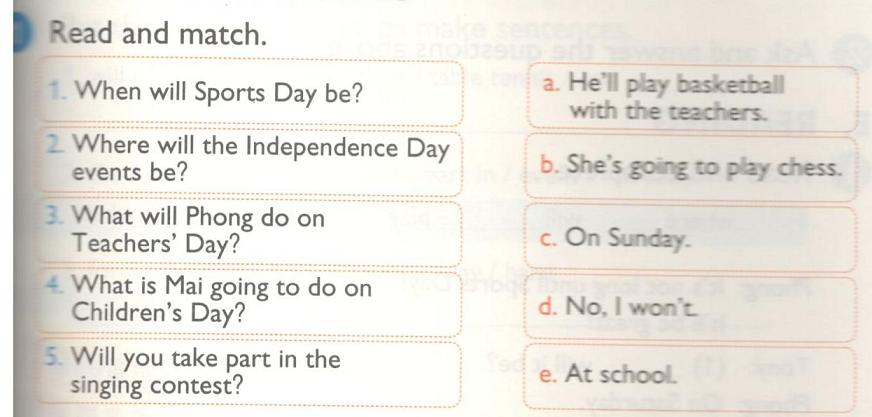 Read and match.
1. When will Sports Day be?
2. Where will the Independence Day
events be?
3. What will Phong do on
Teachers' Day?
4. What is Mai going to do on
Children's Day?
5. Will you take part in the
singing contest?
a. He'll play basketball
with the teachers.
b. She's going to play chess.
c. On Sunday.
d. No, I won't.
e. At school.